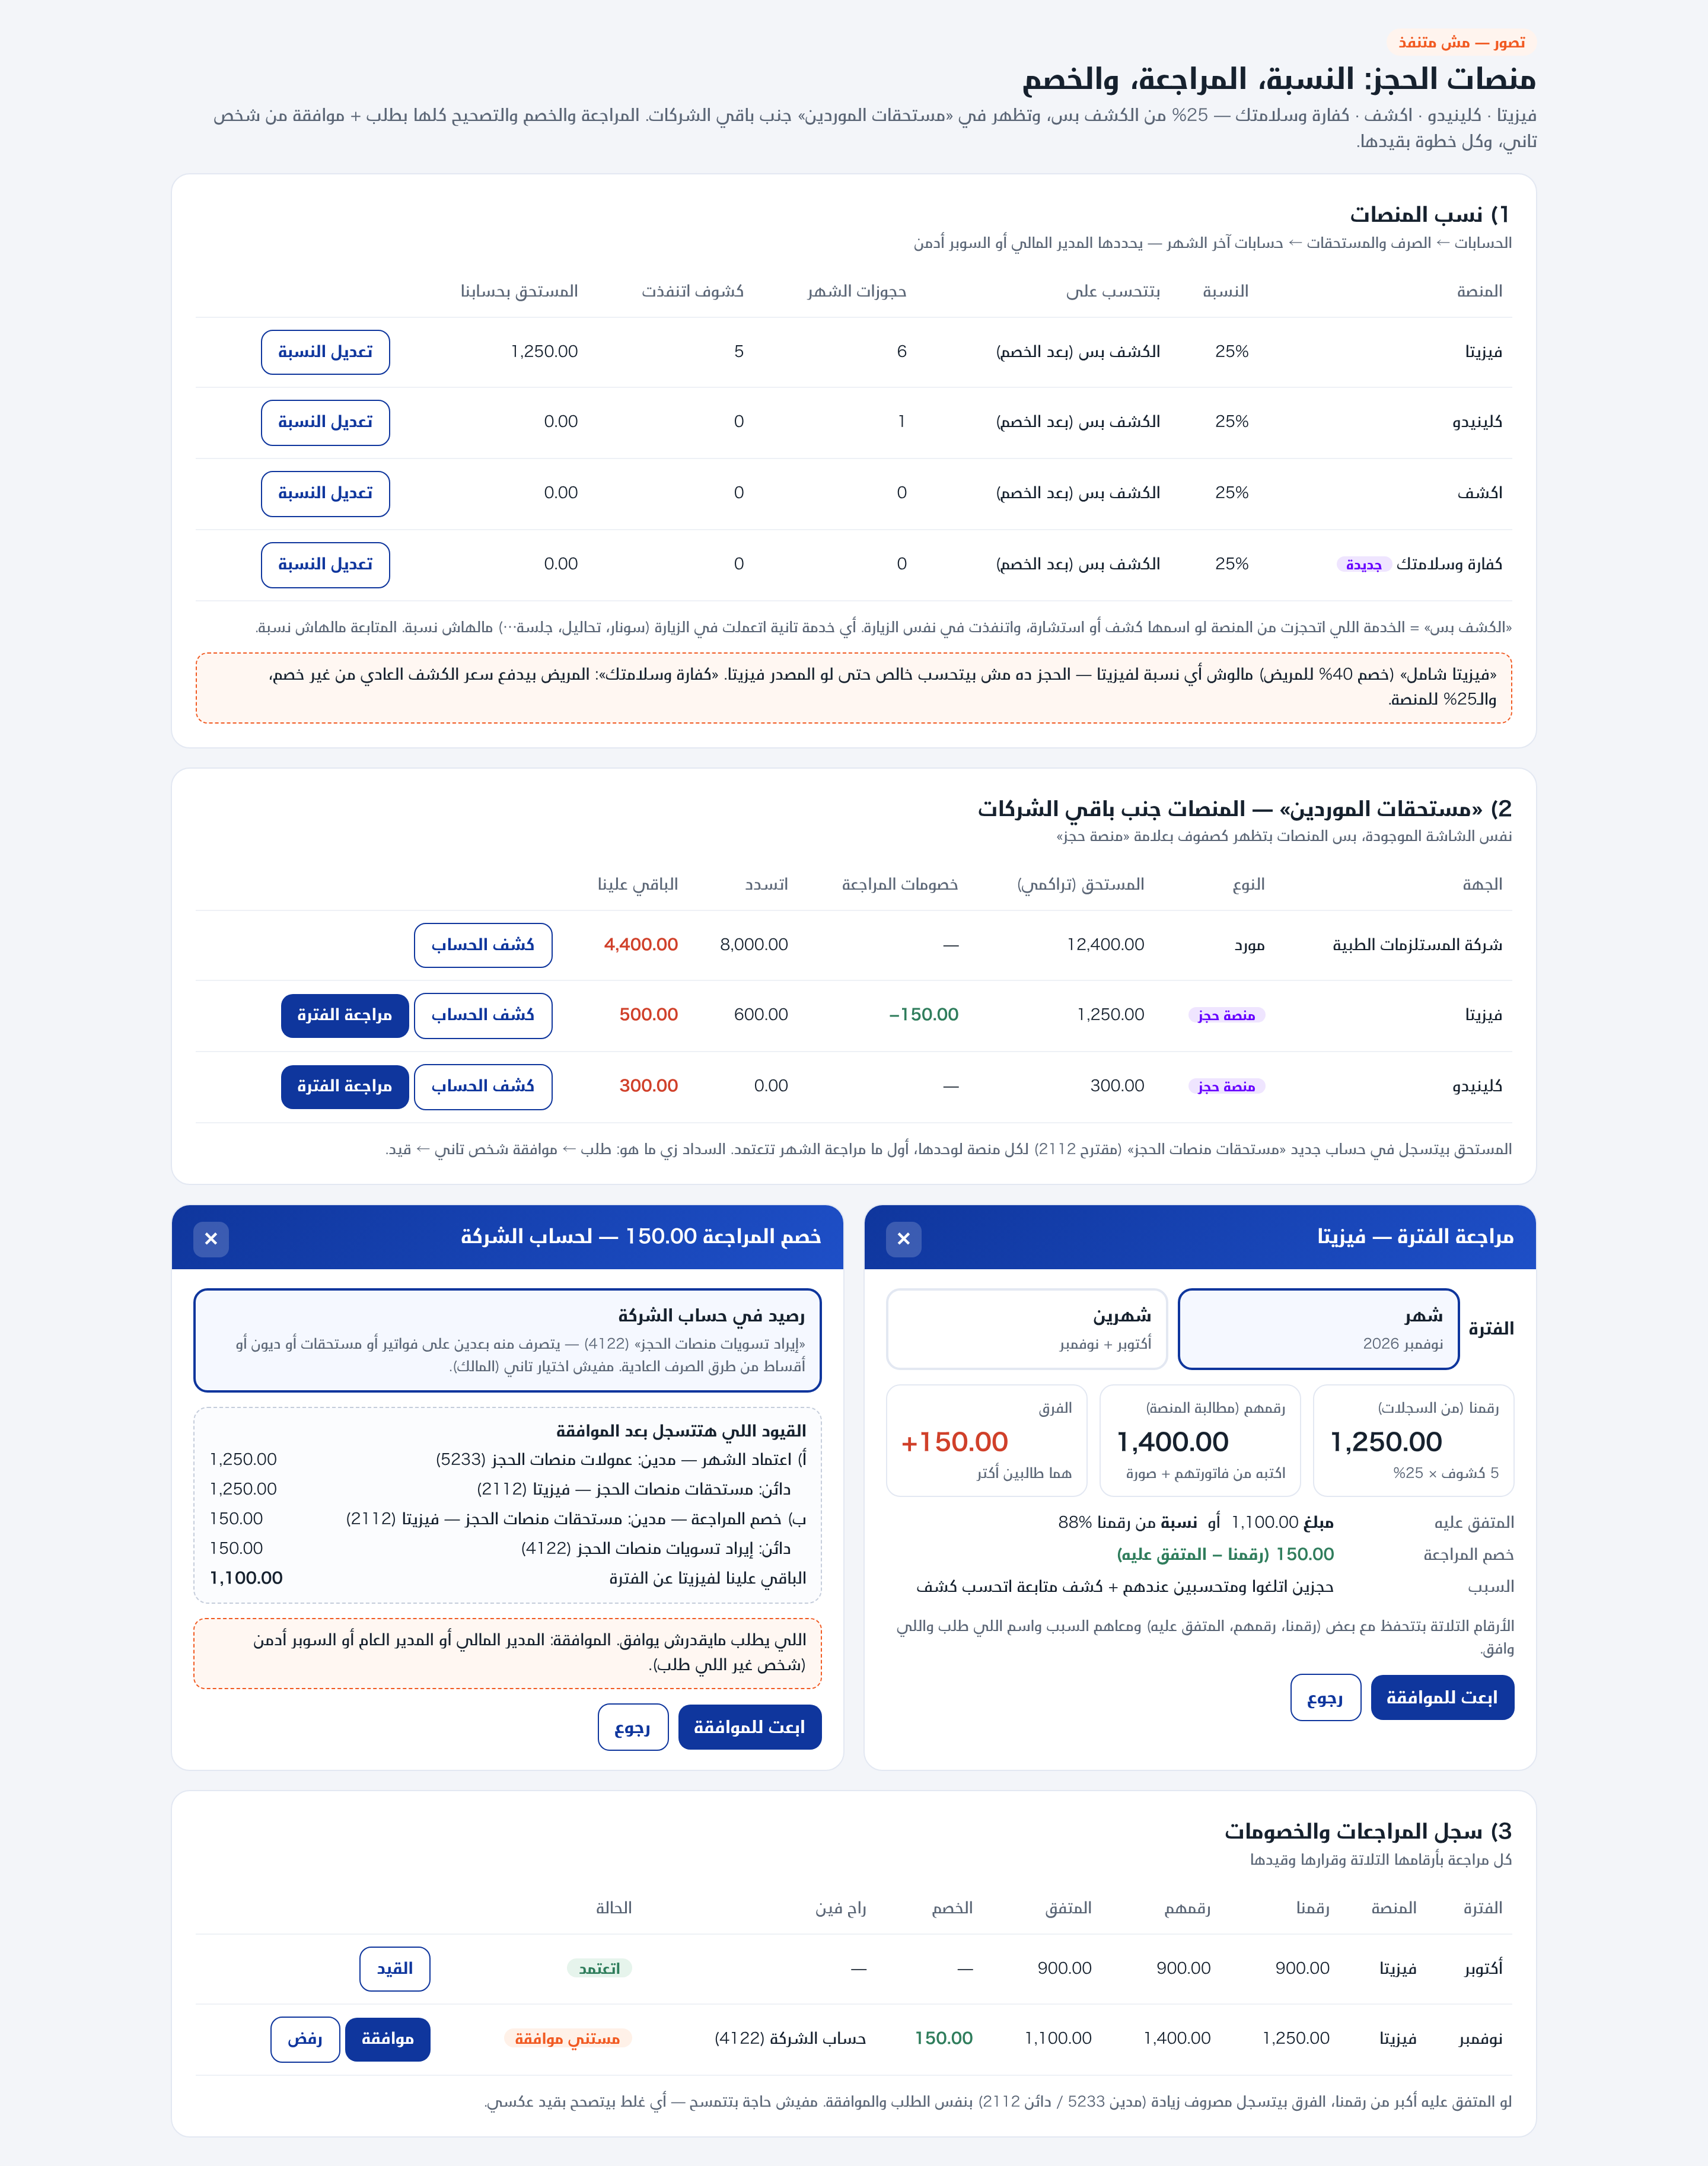 تصور — مش متنفذ
منصات الحجز: النسبة، المراجعة، والخصم
فيزيتا · كلينيدو · اكشف · كفارة وسلامتك — 25% من الكشف بس، وتظهر في «مستحقات الموردين» جنب باقي الشركات. المراجعة والخصم والتصحيح كلها بطلب + موافقة من شخص
تاني، وكل خطوة بقيدها.
1) نسب المنصات
الحسابات ← الصرف والمستحقات ← حسابات آخر الشهر — يحددها المدير المالي أو السوبر أدمن
المنصة النسبة بتتحسب على حجوزات الشهر كشوف اتنفذت المستحق بحسابنا
فيزيتا 25% الكشف بس (بعد الخصم) 6 5 1,250.00 تعديل النسبة
كلينيدو 25% الكشف بس (بعد الخصم) 1 0 0.00 تعديل النسبة
اكشف 25% الكشف بس (بعد الخصم) 0 0 0.00 تعديل النسبة
كفارة وسلامتك جديدة 25% الكشف بس (بعد الخصم) 0 0 0.00 تعديل النسبة
«الكشف بس» = الخدمة اللي اتحجزت من المنصة لو اسمها كشف أو استشارة، واتنفذت في نفس الزيارة. أي خدمة تانية اتعملت في الزيارة (سونار، تحاليل، جلسة…) مالهاش نسبة. المتابعة مالهاش نسبة.
«فيزيتا شامل» (خصم 40% للمريض) مالوش أي نسبة لفيزيتا — الحجز ده مش بيتحسب خالص حتى لو المصدر فيزيتا. «كفارة وسلامتك»: المريض بيدفع سعر الكشف العادي من غير خصم،
والـ25% للمنصة.
2) «مستحقات الموردين» — المنصات جنب باقي الشركات
نفس الشاشة الموجودة، بس المنصات بتظهر كصفوف بعلامة «منصة حجز»
الجهة النوع المستحق (تراكمي) خصومات المراجعة اتسدد الباقي علينا
شركة المستلزمات الطبية مورد 12,400.00 — 8,000.00 4,400.00 كشف الحساب
فيزيتا منصة حجز 1,250.00 −150.00 600.00 500.00 كشف الحساب مراجعة الفترة
كلينيدو منصة حجز 300.00 — 0.00 300.00 كشف الحساب مراجعة الفترة
المستحق بيتسجل في حساب جديد «مستحقات منصات الحجز» (مقترح 2112) لكل منصة لوحدها، أول ما مراجعة الشهر تتعتمد. السداد زي ما هو: طلب ← موافقة شخص تاني ← قيد.
مراجعة الفترة — فيزيتا ×
الفترة
شهر
نوفمبر 2026
شهرين
أكتوبر + نوفمبر
رقمنا (من السجلات)
1,250.00
5 كشوف × 25%
رقمهم (مطالبة المنصة)
1,400.00
اكتبه من فاتورتهم + صورة
الفرق
+150.00
هما طالبين أكتر
المتفق عليه مبلغ 1,100.00 أو نسبة من رقمنا 88%
خصم المراجعة 150.00 (رقمنا − المتفق عليه)
السبب حجزين اتلغوا ومتحسبين عندهم + كشف متابعة اتحسب كشف
الأرقام التلاتة بتتحفظ مع بعض (رقمنا، رقمهم، المتفق عليه) ومعاهم السبب واسم اللي طلب واللي
وافق.
ابعت للموافقة رجوع
خصم المراجعة 150.00 — لحساب الشركة ×
رصيد في حساب الشركة
«إيراد تسويات منصات الحجز» (4122) — يتصرف منه بعدين على فواتير أو مستحقات أو ديون أو
أقساط من طرق الصرف العادية. مفيش اختيار تاني (المالك).
القيود اللي هتتسجل بعد الموافقة
أ) اعتماد الشهر — مدين: عمولات منصات الحجز (5233) 1,250.00
دائن: مستحقات منصات الحجز — فيزيتا (2112) 1,250.00
ب) خصم المراجعة — مدين: مستحقات منصات الحجز — فيزيتا (2112) 150.00
دائن: إيراد تسويات منصات الحجز (4122) 150.00
الباقي علينا لفيزيتا عن الفترة 1,100.00
اللي يطلب مايقدرش يوافق. الموافقة: المدير المالي أو المدير العام أو السوبر أدمن
(شخص غير اللي طلب).
ابعت للموافقة رجوع
3) سجل المراجعات والخصومات
كل مراجعة بأرقامها التلاتة وقرارها وقيدها
الفترة المنصة رقمنا رقمهم المتفق الخصم راح فين الحالة
أكتوبر فيزيتا 900.00 900.00 900.00 — — اتعتمد القيد
نوفمبر فيزيتا 1,250.00 1,400.00 1,100.00 150.00 حساب الشركة (4122) مستني موافقة موافقة رفض
لو المتفق عليه أكبر من رقمنا، الفرق بيتسجل مصروف زيادة (مدين 5233 / دائن 2112) بنفس الطلب والموافقة. مفيش حاجة بتتمسح — أي غلط بيتصحح بقيد عكسي.